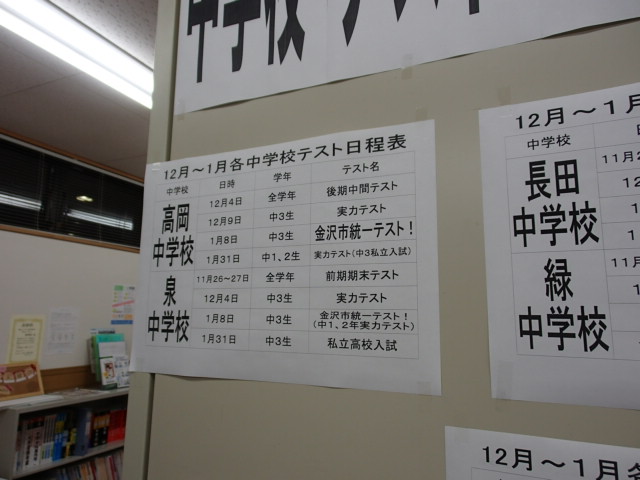 中学校 テスト
12月～1月各中学校テスト日程表
中学校 日時 学年 テスト名
高岡中学校
12月4日 全学年 後期中間テスト
12月9日 中3生 実力テスト
1月8日 中3生 金沢市統一テスト！
1月31日 中1、2生 実力テスト(中3私立入試)
泉中学校
11月26～27日 全学年 前期期末テスト
12月4日 中3生 実力テスト
1月8日 中3生 金沢市統一テスト！
(中1、2年実力テスト)
1月31日 中3生 私立高校入試
12月～1月
中学校
長田
中学校
緑
中学校
12月～1月各